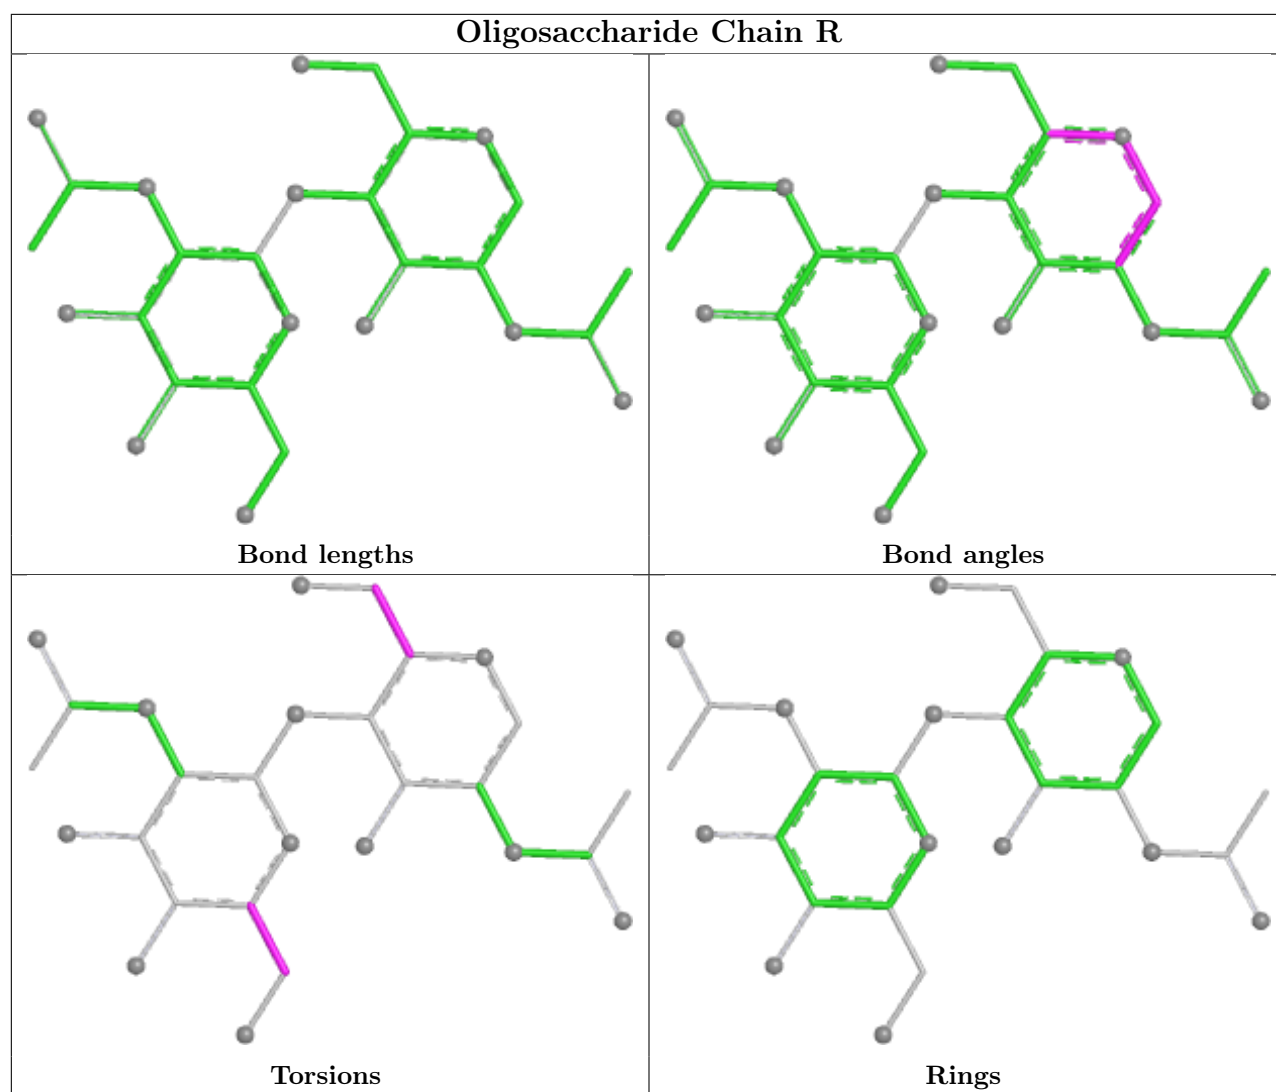 Oligosaccharide Chain R
Bond lengths
Bond angles
Torsions
Rings